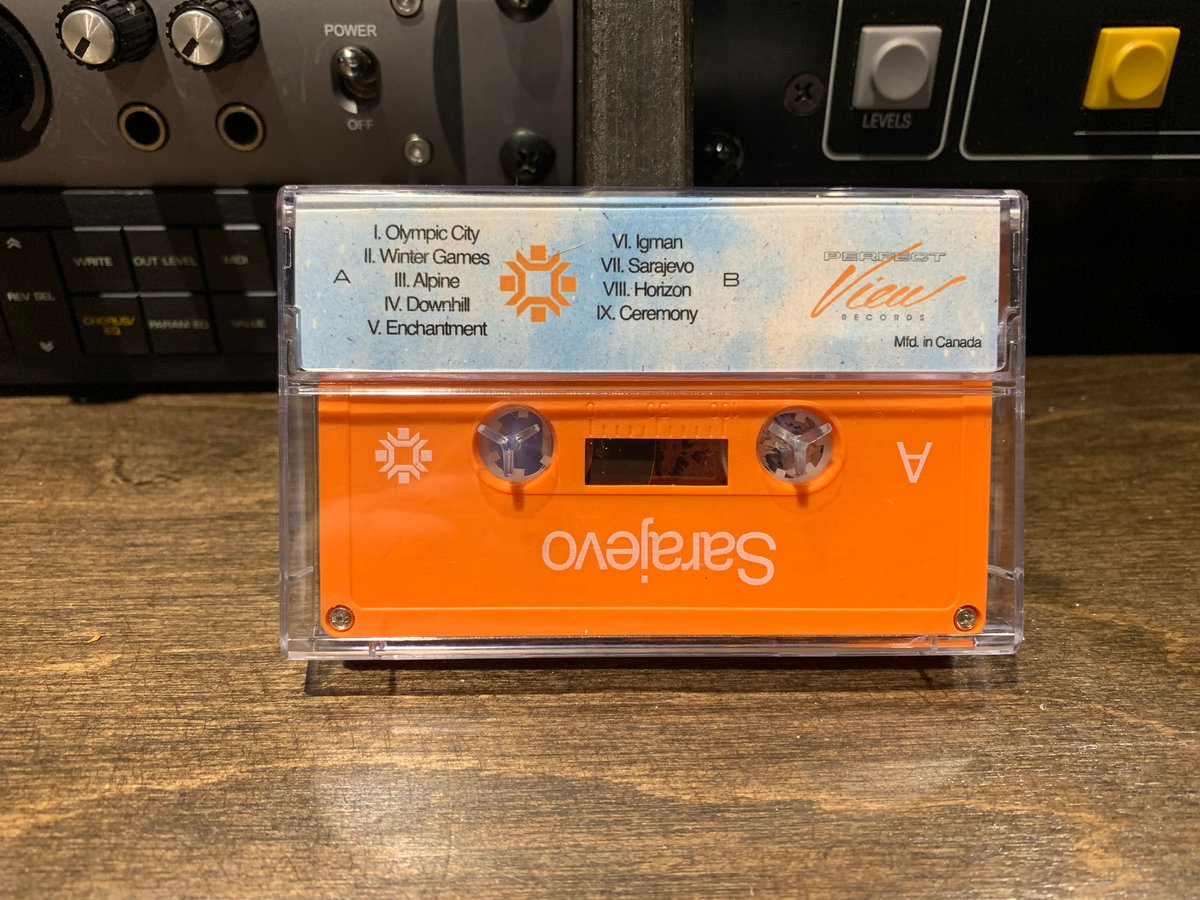 POWER
OFF
LEVELS
WRITE
OUT LEVEL
MIDI
REV SEL
PARAM EQ
VALUE
A
I. Olympic City
II. Winter Games
III. Alpine
IV. Downhill
V. Enchantment
VI. Igman
VII. Sarajevo
VIII. Horizon
IX. Ceremony
B
PERFECT
View
RECORDS
Mfd. in Canada
A
Sarajevo